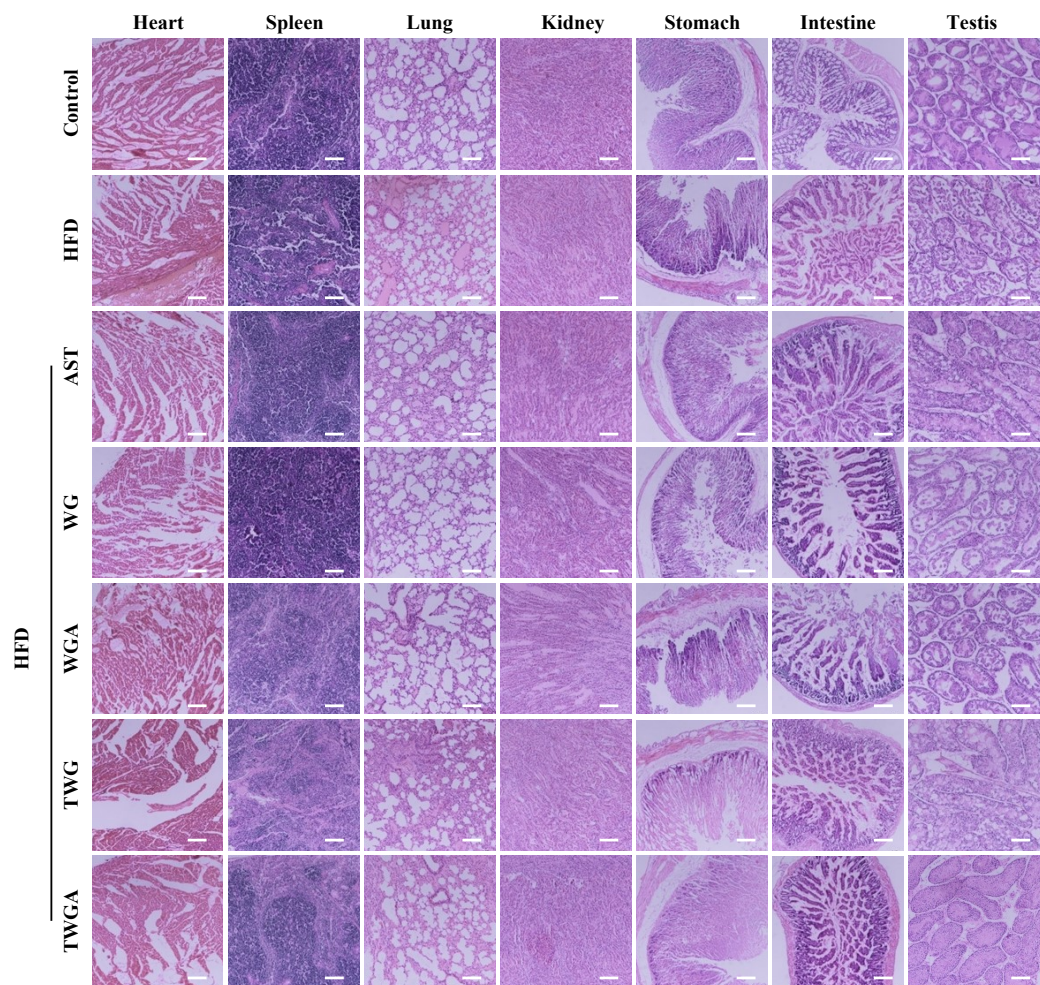 Heart Spleen Lung Kidney Stomach Intestine Testis
Control
HFD
AST
WG
HFD
WGA
TWG
TWGA